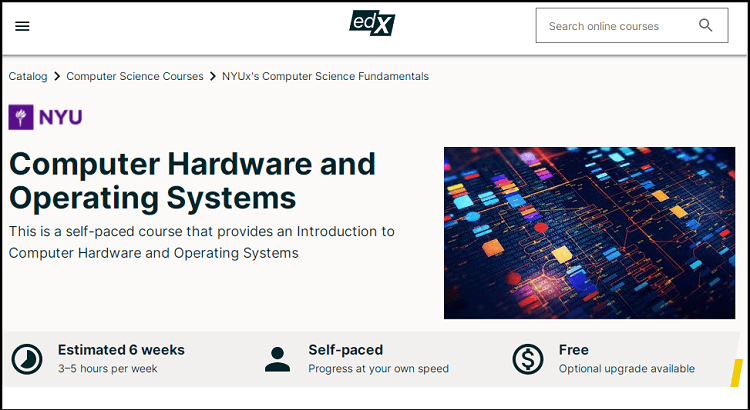 edX
Search online courses
Catalog > Computer Science Courses > NYUx's Computer Science Fundamentals
NYU
Computer Hardware and
Operating Systems
This is a self-paced course that provides an Introduction to
Computer Hardware and Operating Systems
Estimated 6 weeks
3–5 hours per week
Self-paced
Progress at your own speed
Free
Optional upgrade available